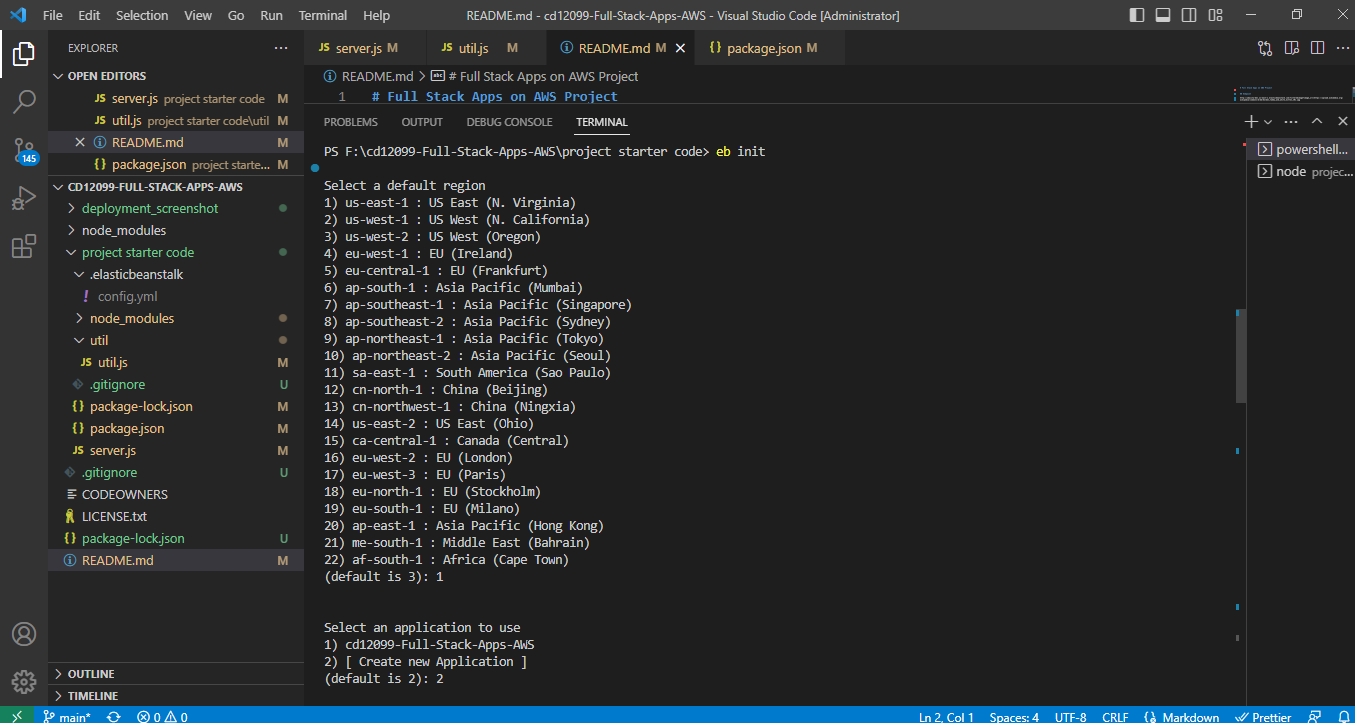 File Edit Selection View Go Run Terminal Help README.md - cd12099-Full-Stack-Apps-AWS - Visual Studio Code [Administrator]
EXPLORER
OPEN EDITORS
JS server.js project starter code M
JS util.js project starter code\util M
README.md M
{} package.json project starte... M
CD12099-FULL-STACK-APPS-AWS
deployment_screenshot
node_modules
project starter code
.elasticbeanstalk
! config.yml
node_modules
util
JS util.js M
.gitignore U
{} package-lock.json M
{} package.json M
JS server.js M
.gitignore U
CODEOWNERS
LICENSE.txt
{} package-lock.json U
README.md M
OUTLINE
TIMELINE
145
JS server.js M JS util.js M README.md M {} package.json M
README.md > # Full Stack Apps on AWS Project
1 # Full Stack Apps on AWS Project
PROBLEMS OUTPUT DEBUG CONSOLE TERMINAL
PS F:\cd12099-Full-Stack-Apps-AWS\project starter code> eb init
Select a default region
1) us-east-1 : US East (N. Virginia)
2) us-west-1 : US West (N. California)
3) us-west-2 : US West (Oregon)
4) eu-west-1 : EU (Ireland)
5) eu-central-1 : EU (Frankfurt)
6) ap-south-1 : Asia Pacific (Mumbai)
7) ap-southeast-1 : Asia Pacific (Singapore)
8) ap-southeast-2 : Asia Pacific (Sydney)
9) ap-northeast-1 : Asia Pacific (Tokyo)
10) ap-northeast-2 : Asia Pacific (Seoul)
11) sa-east-1 : South America (Sao Paulo)
12) cn-north-1 : China (Beijing)
13) cn-northwest-1 : China (Ningxia)
14) us-east-2 : US East (Ohio)
15) ca-central-1 : Canada (Central)
16) eu-west-2 : EU (London)
17) eu-west-3 : EU (Paris)
18) eu-north-1 : EU (Stockholm)
19) eu-south-1 : EU (Milano)
20) ap-east-1 : Asia Pacific (Hong Kong)
21) me-south-1 : Middle East (Bahrain)
22) af-south-1 : Africa (Cape Town)
(default is 3): 1
Select an application to use
1) cd12099-Full-Stack-Apps-AWS
2) [ Create new Application ]
(default is 2): 2
powershell...
node projec...
main* 0 0 Ln 2, Col 1 Spaces: 4 UTF-8 CRLF {} Markdown Prettier